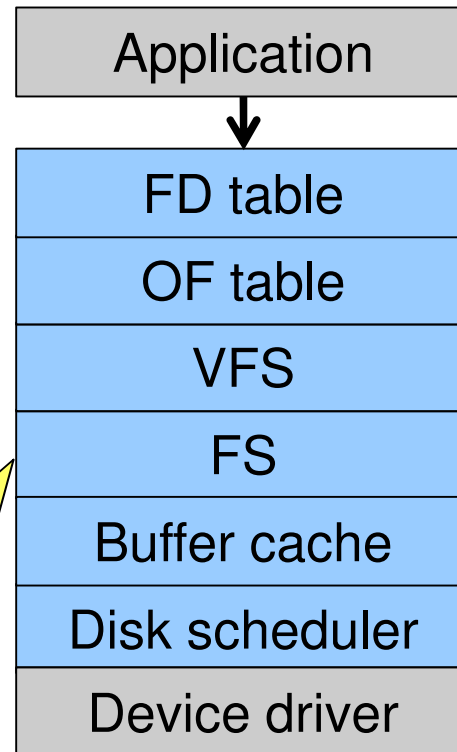 Application
FD table
OF table
VFS
FS
Buffer cache
Disk scheduler
Device driver